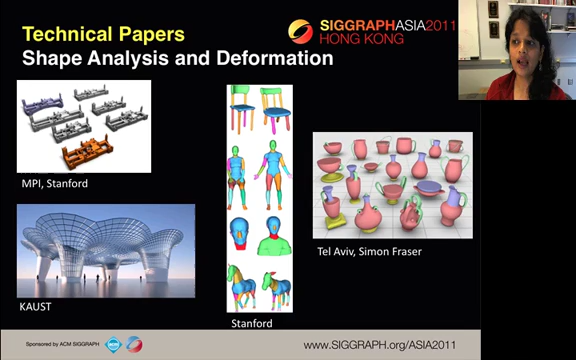 Technical Papers
Shape Analysis and Deformation
SIGGRAPHASIA2011
HONG KONG
MPI, Stanford
KAUST
Stanford
Tel Aviv, Simon Fraser
Sponsored by ACM SIGGRAPH
www.SIGGRAPH.org/ASIA2011